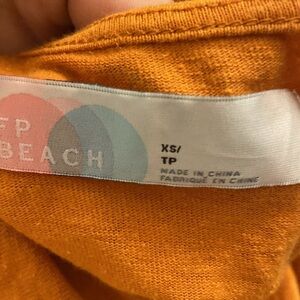 FP
BEACH
XS/
TP
MADE IN CHINA
FABRIQUÉ EN CHINE